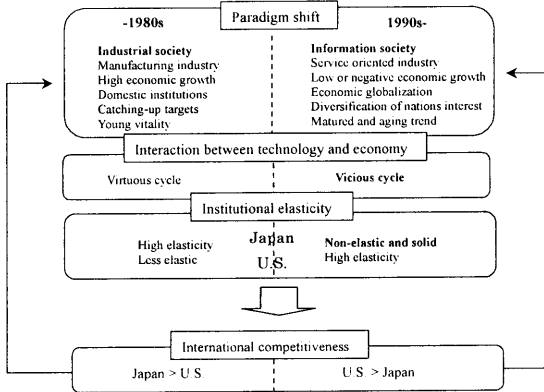 -1980s
Paradigm shift
1990s-
Industrial society
Manufacturing industry
High economic growth
Domestic institutions
Catching-up targets
Young vitality
Information society
Service oriented industry
Low or negative economic growth
Economic globalization
Diversification of nations interest
Matured and aging trend
Interaction between technology and economy
Virtuous cycle
Vicious cycle
Institutional elasticity
High elasticity
Less elastic
Japan
U.S.
Non-elastic and solid
High elasticity
International competitiveness
Japan > U.S.
U.S. > Japan